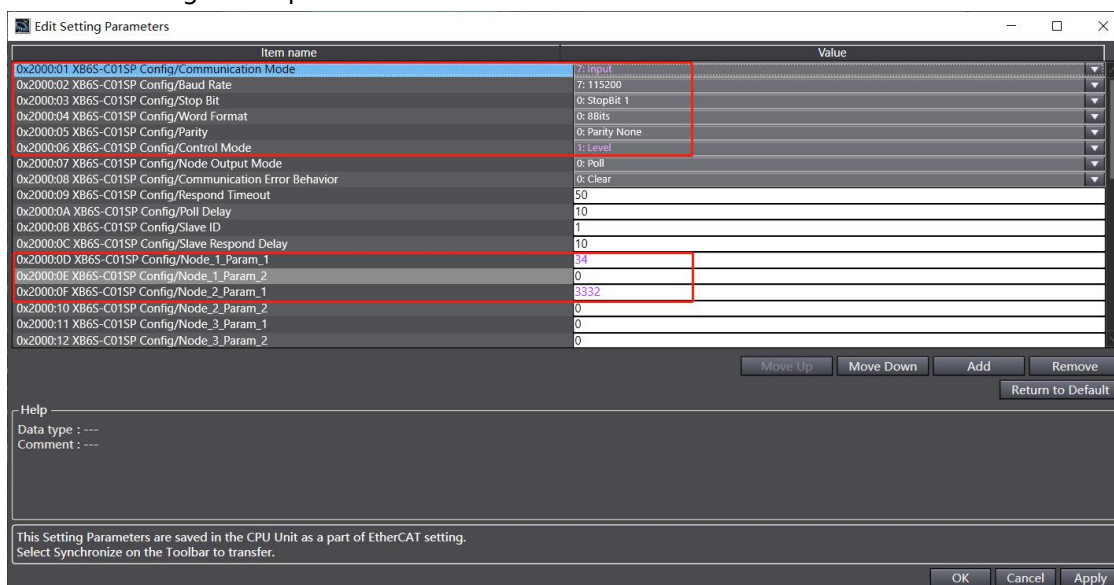 Edit Setting Parameters
Item name Value
0x2000:01 XB6S-C01SP Config/Communication Mode 7: Input
0x2000:02 XB6S-C01SP Config/Baud Rate 7: 115200
0x2000:03 XB6S-C01SP Config/Stop Bit 0: StopBit 1
0x2000:04 XB6S-C01SP Config/Word Format 0: 8Bits
0x2000:05 XB6S-C01SP Config/Parity 0: Parity None
0x2000:06 XB6S-C01SP Config/Control Mode 1: Level
0x2000:07 XB6S-C01SP Config/Node Output Mode 0: Poll
0x2000:08 XB6S-C01SP Config/Communication Error Behavior 0: Clear
0x2000:09 XB6S-C01SP Config/Respond Timeout 50
0x2000:0A XB6S-C01SP Config/Poll Delay 10
0x2000:0B XB6S-C01SP Config/Slave ID 1
0x2000:0C XB6S-C01SP Config/Slave Respond Delay 10
0x2000:0D XB6S-C01SP Config/Node_1_Param_1 34
0x2000:0E XB6S-C01SP Config/Node_1_Param_2 0
0x2000:0F XB6S-C01SP Config/Node_2_Param_1 3332
0x2000:10 XB6S-C01SP Config/Node_2_Param_2 0
0x2000:11 XB6S-C01SP Config/Node_3_Param_1 0
0x2000:12 XB6S-C01SP Config/Node_3_Param_2 0
Move Up Move Down Add Remove
Return to Default
Help
Data type : ---
Comment : ---
This Setting Parameters are saved in the CPU Unit as a part of EtherCAT setting.
Select Synchronize on the Toolbar to transfer.
OK Cancel Apply